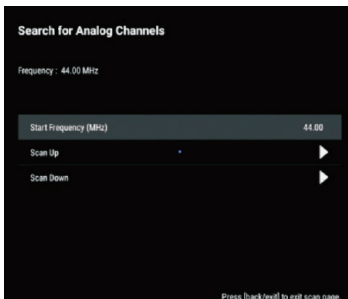 Search for Analog Channels
Frequency : 44.00 MHz
Start Frequency (MHz) 44.00
Scan Up
Scan Down
Press [back/exit] to exit scan page